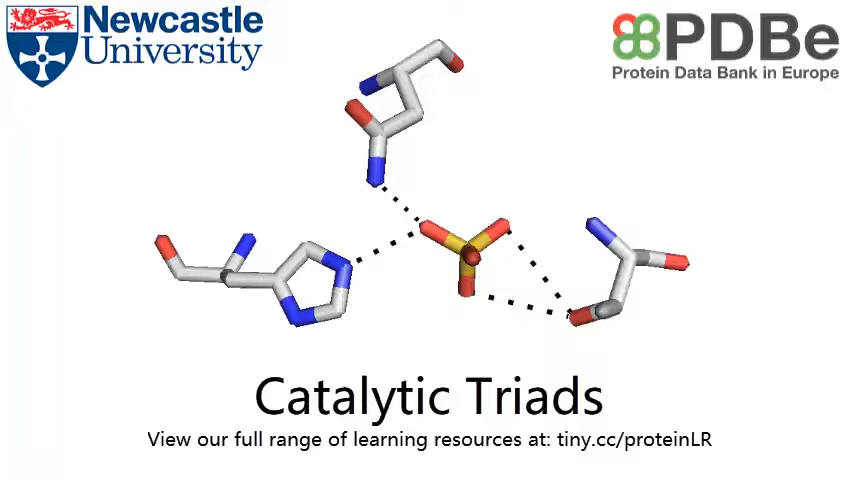 Newcastle
University
PDBe
Protein Data Bank in Europe
Catalytic Triads
View our full range of learning resources at: tiny.cc/proteinLR